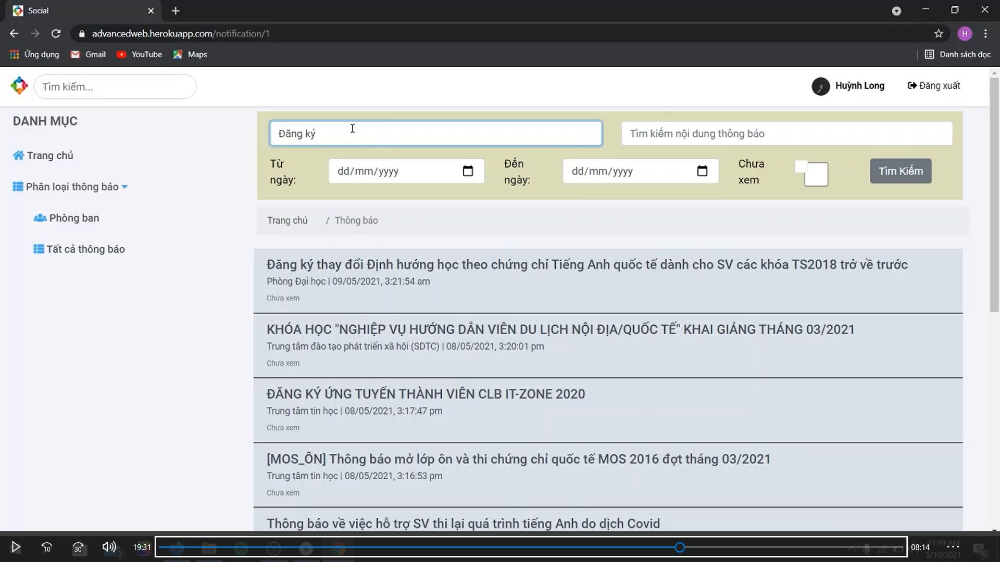 Social
advancedweb.herokuapp.com/notification/1
H
Ứng dụng
Gmail
YouTube
Maps
Danh sách đọc
Tìm kiếm...
Huỳnh Long
Đăng xuất
DANH MỤC
Trang chủ
Phân loại thông báo
Phòng ban
Tất cả thông báo
Đăng ký
Tìm kiếm nội dung thông báo
Từ
ngày:
dd/mm/yyyy
Đến
ngày:
dd/mm/yyyy
Chưa
xem
Tìm Kiếm
Trang chủ / Thông báo
Đăng ký thay đổi Định hướng học theo chứng chỉ Tiếng Anh quốc tế dành cho SV các khóa TS2018 trở về trước
Phòng Đại học | 09/05/2021, 3:21:54 am
Chưa xem
KHÓA HỌC "NGHIỆP VỤ HƯỚNG DẪN VIÊN DU LỊCH NỘI ĐỊA/QUỐC TẾ" KHAI GIẢNG THÁNG 03/2021
Trung tâm đào tạo phát triển xã hội (SDTC) | 08/05/2021, 3:20:01 pm
Chưa xem
ĐĂNG KÝ ỨNG TUYỂN THÀNH VIÊN CLB IT-ZONE 2020
Trung tâm tin học | 08/05/2021, 3:17:47 pm
Chưa xem
[MOS_ÔN] Thông báo mở lớp ôn và thi chứng chỉ quốc tế MOS 2016 đợt tháng 03/2021
Trung tâm tin học | 08/05/2021, 3:16:53 pm
Chưa xem
Thông báo về việc hỗ trợ SV thi lại quá trình tiếng Anh do dịch Covid
10
30
2
19:31
08:14
11:49 AM
5/10/2021
10